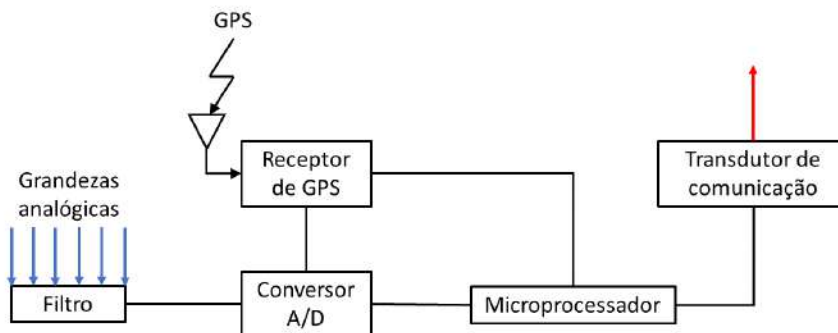 GPS
Receptor
de GPS
Transdutor de
comunicação
Grandezas
analógicas
Filtro
Conversor
A/D
Microprocessador